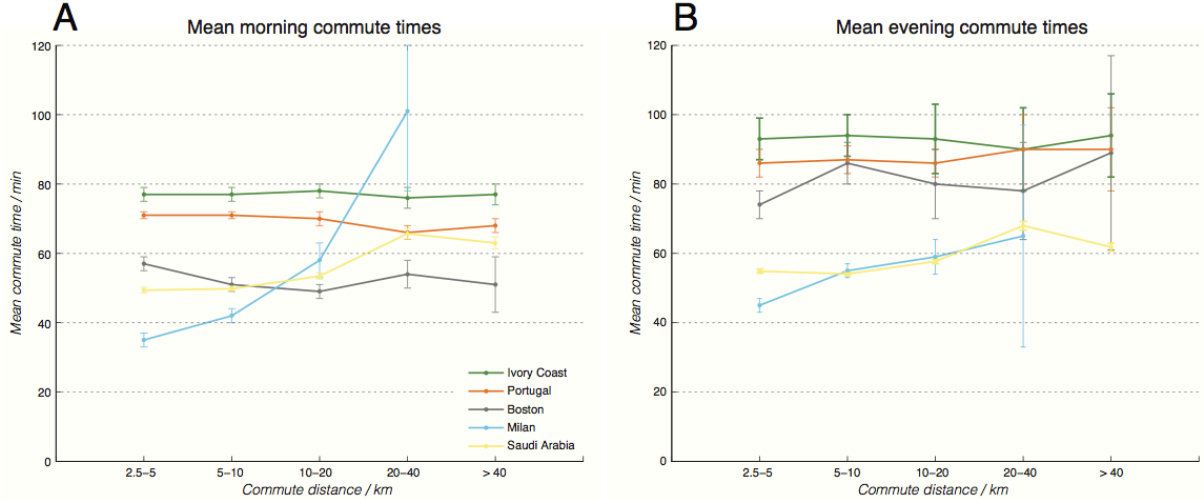 A
Mean morning commute times
Mean commute time / min
120
100
80
60
40
20
0
2.5–5
5–10
10–20
20–40
> 40
Commute distance / km
Ivory Coast
Portugal
Boston
Milan
Saudi Arabia
B
Mean evening commute times
Mean commute time / min
120
100
80
60
40
20
0
2.5–5
5–10
10–20
20–40
> 40
Commute distance / km